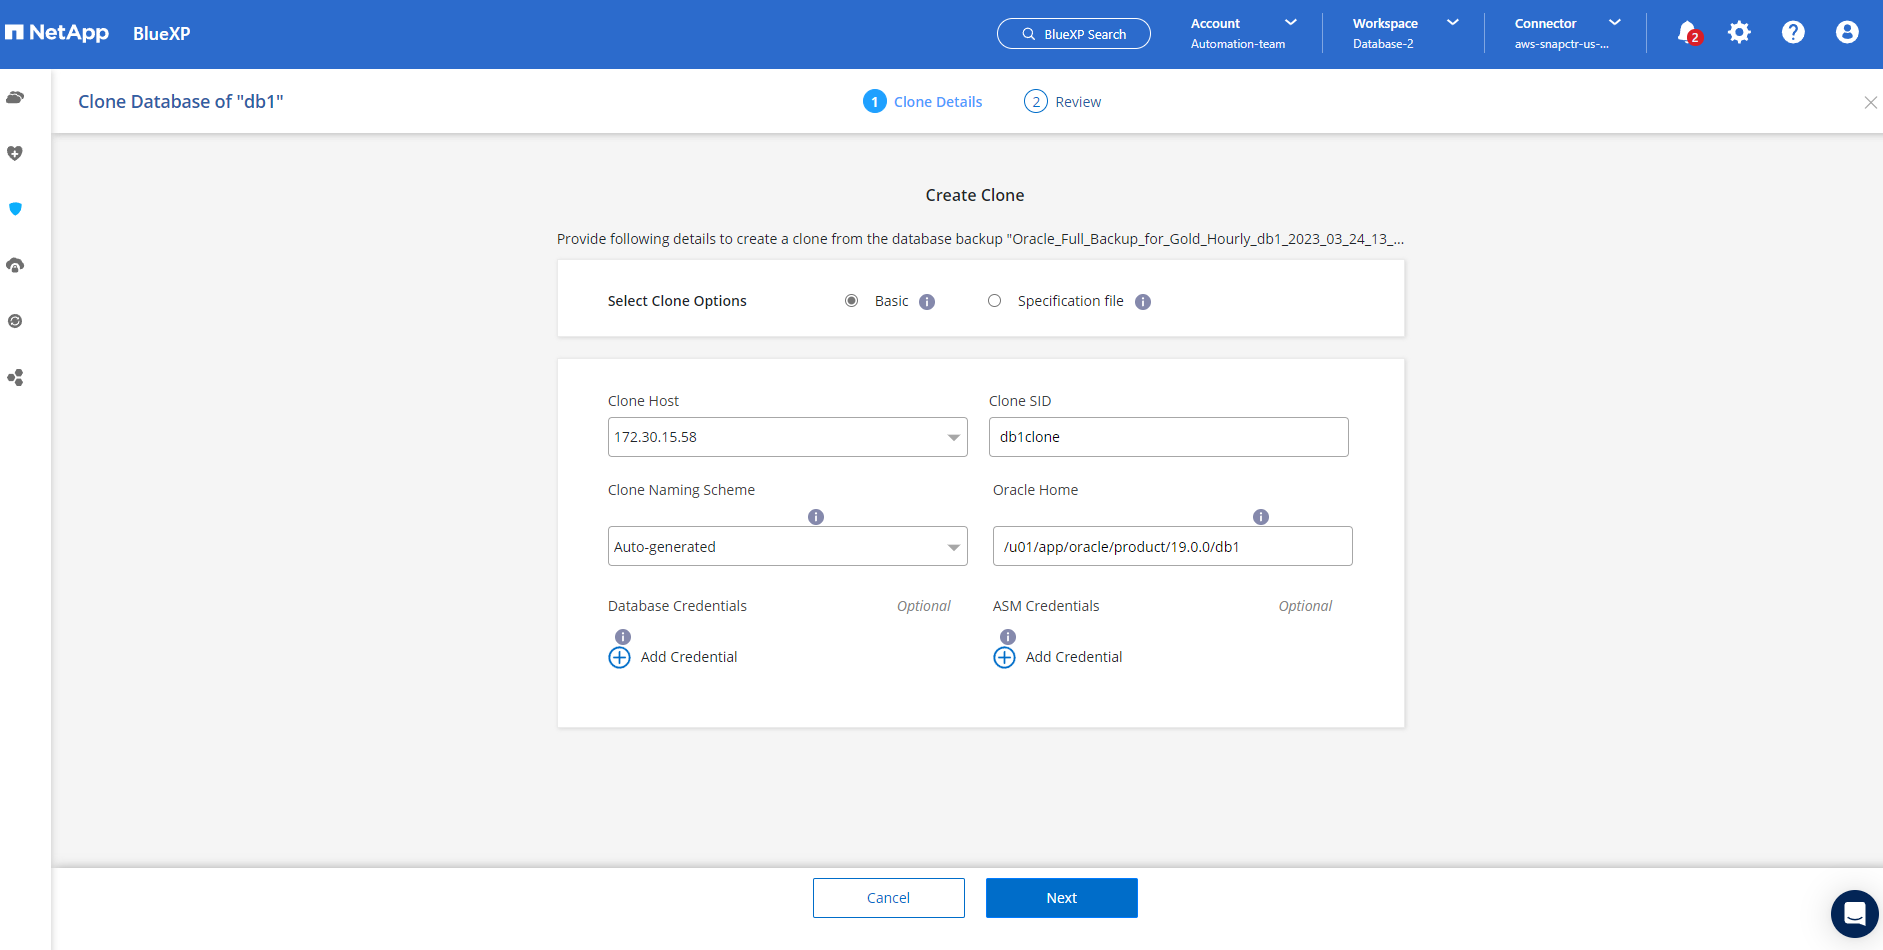 NetApp BlueXP
BlueXP Search
Account
Automation-team
Workspace
Database-2
Connector
aws-snapctr-us-...
2
Clone Database of "db1"
1 Clone Details
2 Review
Create Clone
Provide following details to create a clone from the database backup "Oracle_Full_Backup_for_Gold_Hourly_db1_2023_03_24_13_...
Select Clone Options
Basic
Specification file
Clone Host
Clone SID
172.30.15.58
db1clone
Clone Naming Scheme
Oracle Home
Auto-generated
/u01/app/oracle/product/19.0.0/db1
Database Credentials Optional
ASM Credentials Optional
Add Credential
Add Credential
Cancel
Next